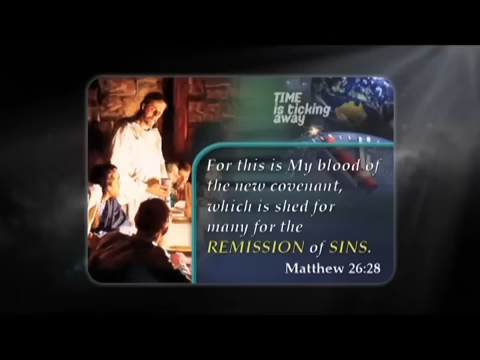 TIME
is ticking
away
For this is My blood of
the new covenant,
which is shed for
many for the
REMISSION of SINS.
Matthew 26:28